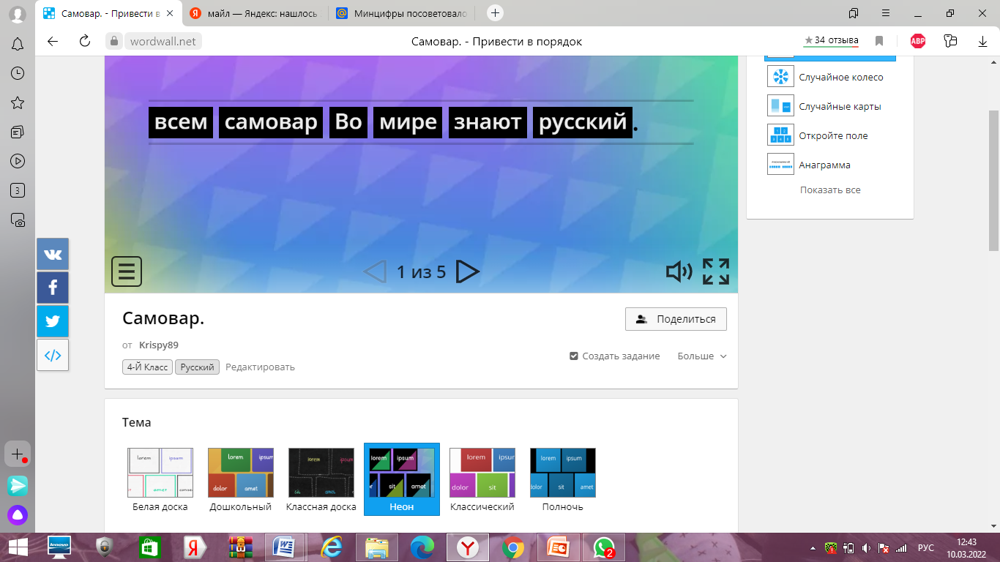 Самовар. - Привести в
майл — Яндекс: нашлось
Минцифры посоветовало
wordwall.net
Самовар. - Привести в порядок
★34 отзыва
ABP
всем самовар Во мире знают русский.
1 из 5
Случайное колесо
Случайные карты
Откройте поле
Анаграмма
Показать все
3
Самовар.
Поделиться
от Krispy89
Создать задание
Больше
4-Й Класс
Русский
Редактировать
Тема
lorem ipsum amet
lorem ipsum dolor amet
lorem ipsum sit amet
lorem ipsum sit amet
lorem ipsum dolor sit
lorem ipsum dolor sit amet
Белая доска
Дошкольный
Классная доска
Неон
Классический
Полночь
lenovo
2
РУС
12:43
10.03.2022